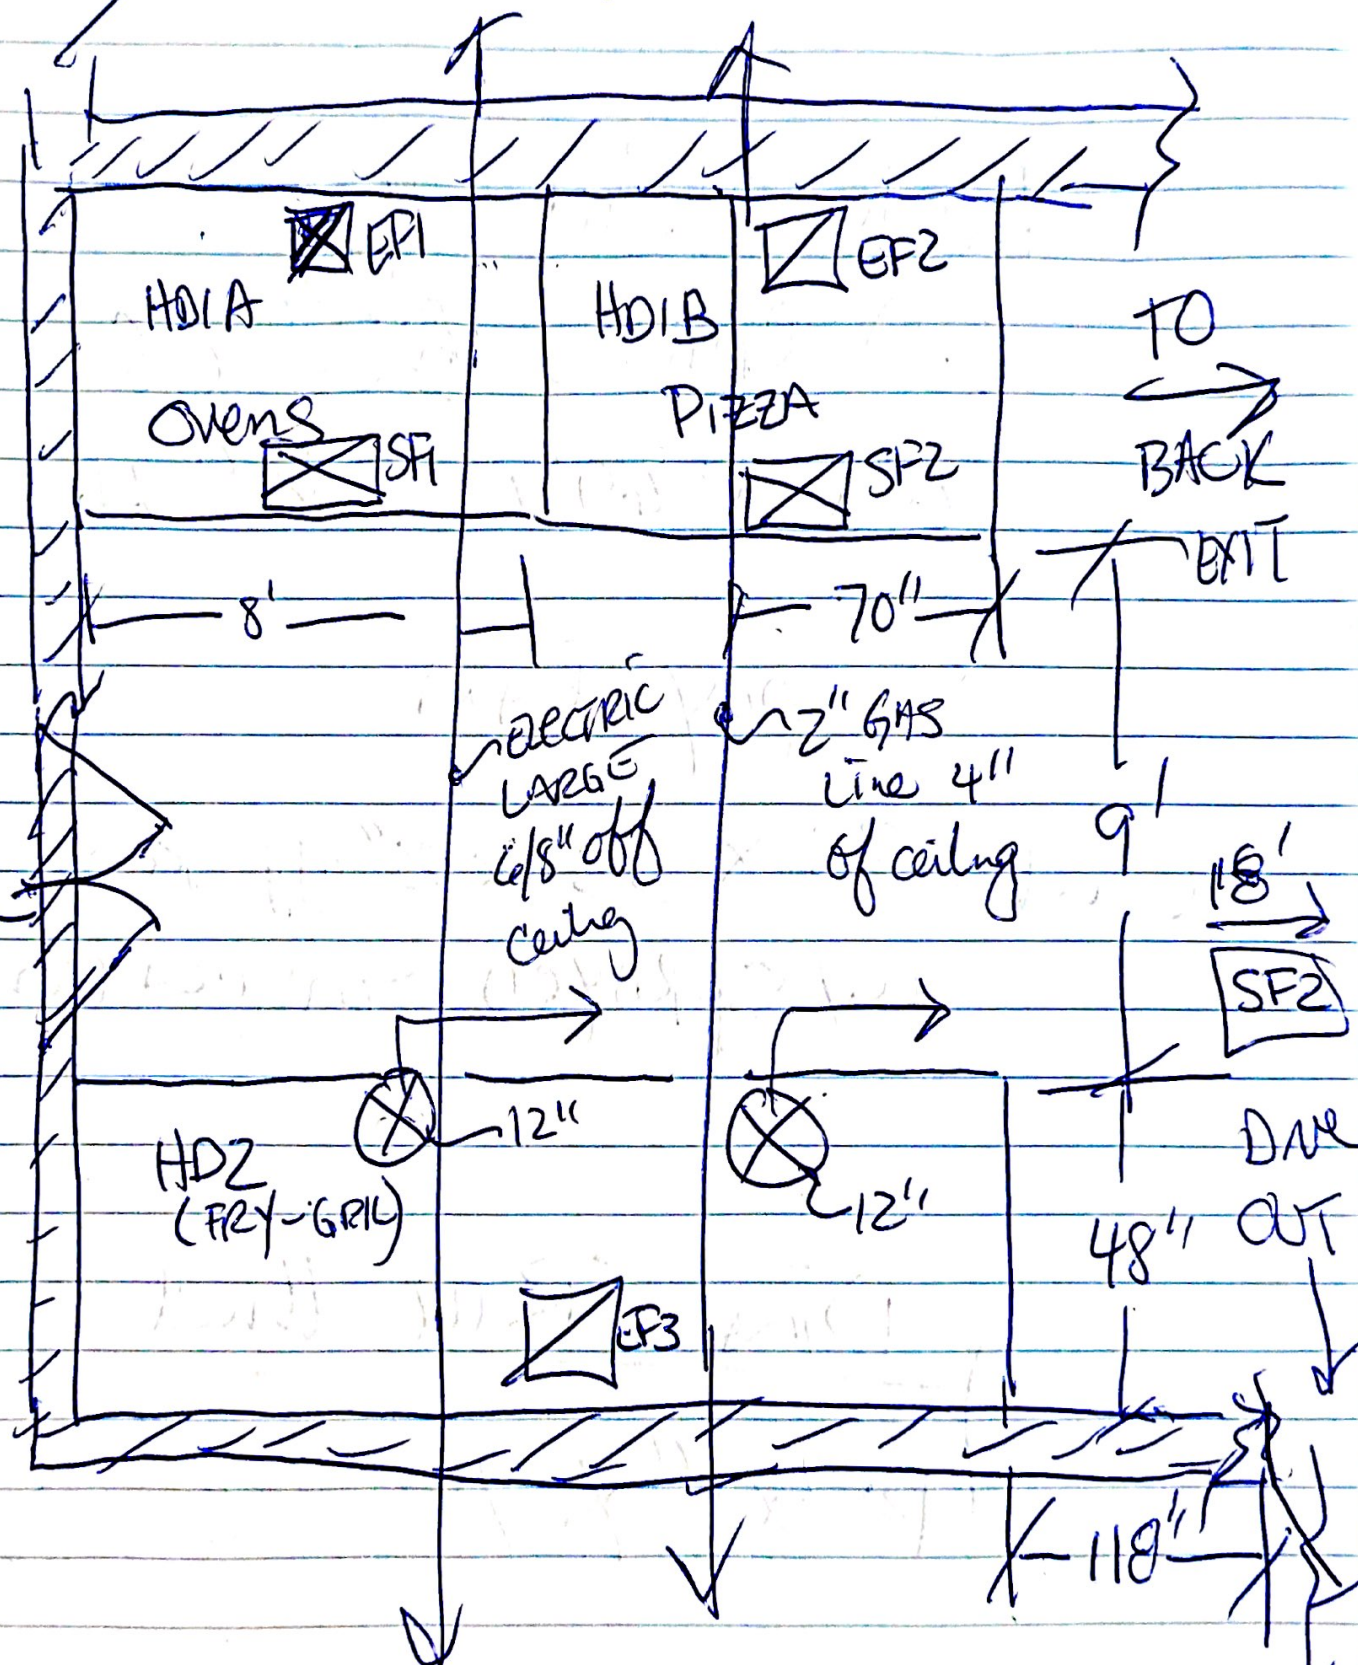 EF1
EF2
HD1A
HD1B
TO
Ovens
PIZZA
BACK
SF1
SF2
EXIT
8'
70"
ELECTRIC
LARGE
6/8" off
ceiling
2" GAS
Line 4"
of ceiling
9'
18'
SF2
12"
HD2
(FRY-GRILL)
12"
48"
OUT
EF3
118"